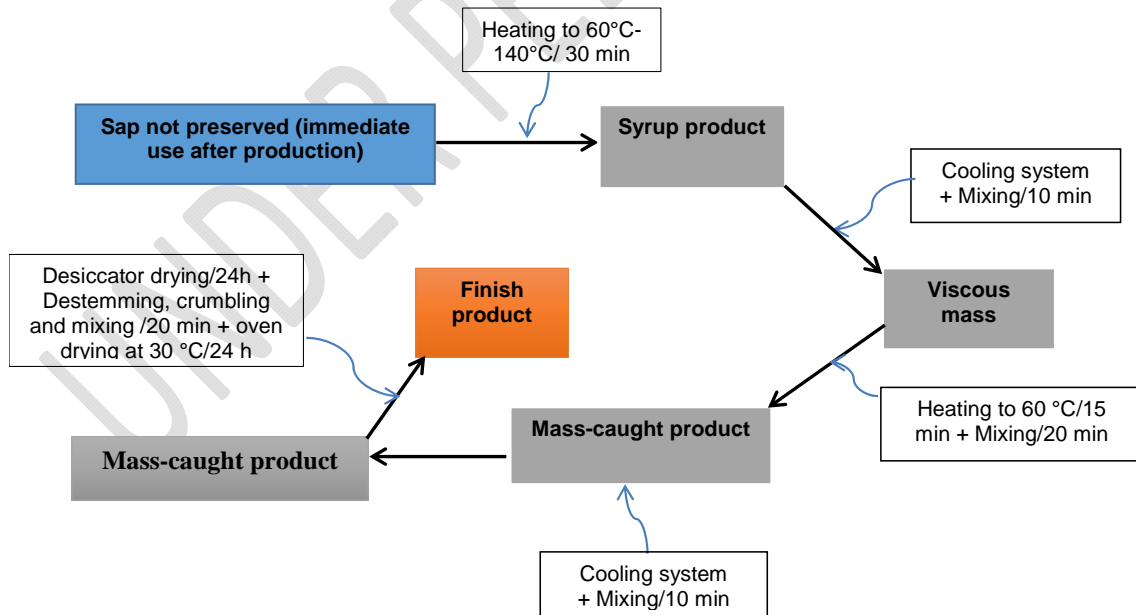 Heating to 60°C-
140°C/ 30 min
Sap not preserved (immediate
use after production)
Syrup product
Cooling system
+ Mixing/10 min
Viscous
mass
Heating to 60 °C/15
min + Mixing/20 min
Mass-caught product
Cooling system
+ Mixing/10 min
Mass-caught product
Desiccator drying/24h +
Destemming, crumbling
and mixing /20 min + oven
drying at 30 °C/24 h
Finish
product
UNDER PE